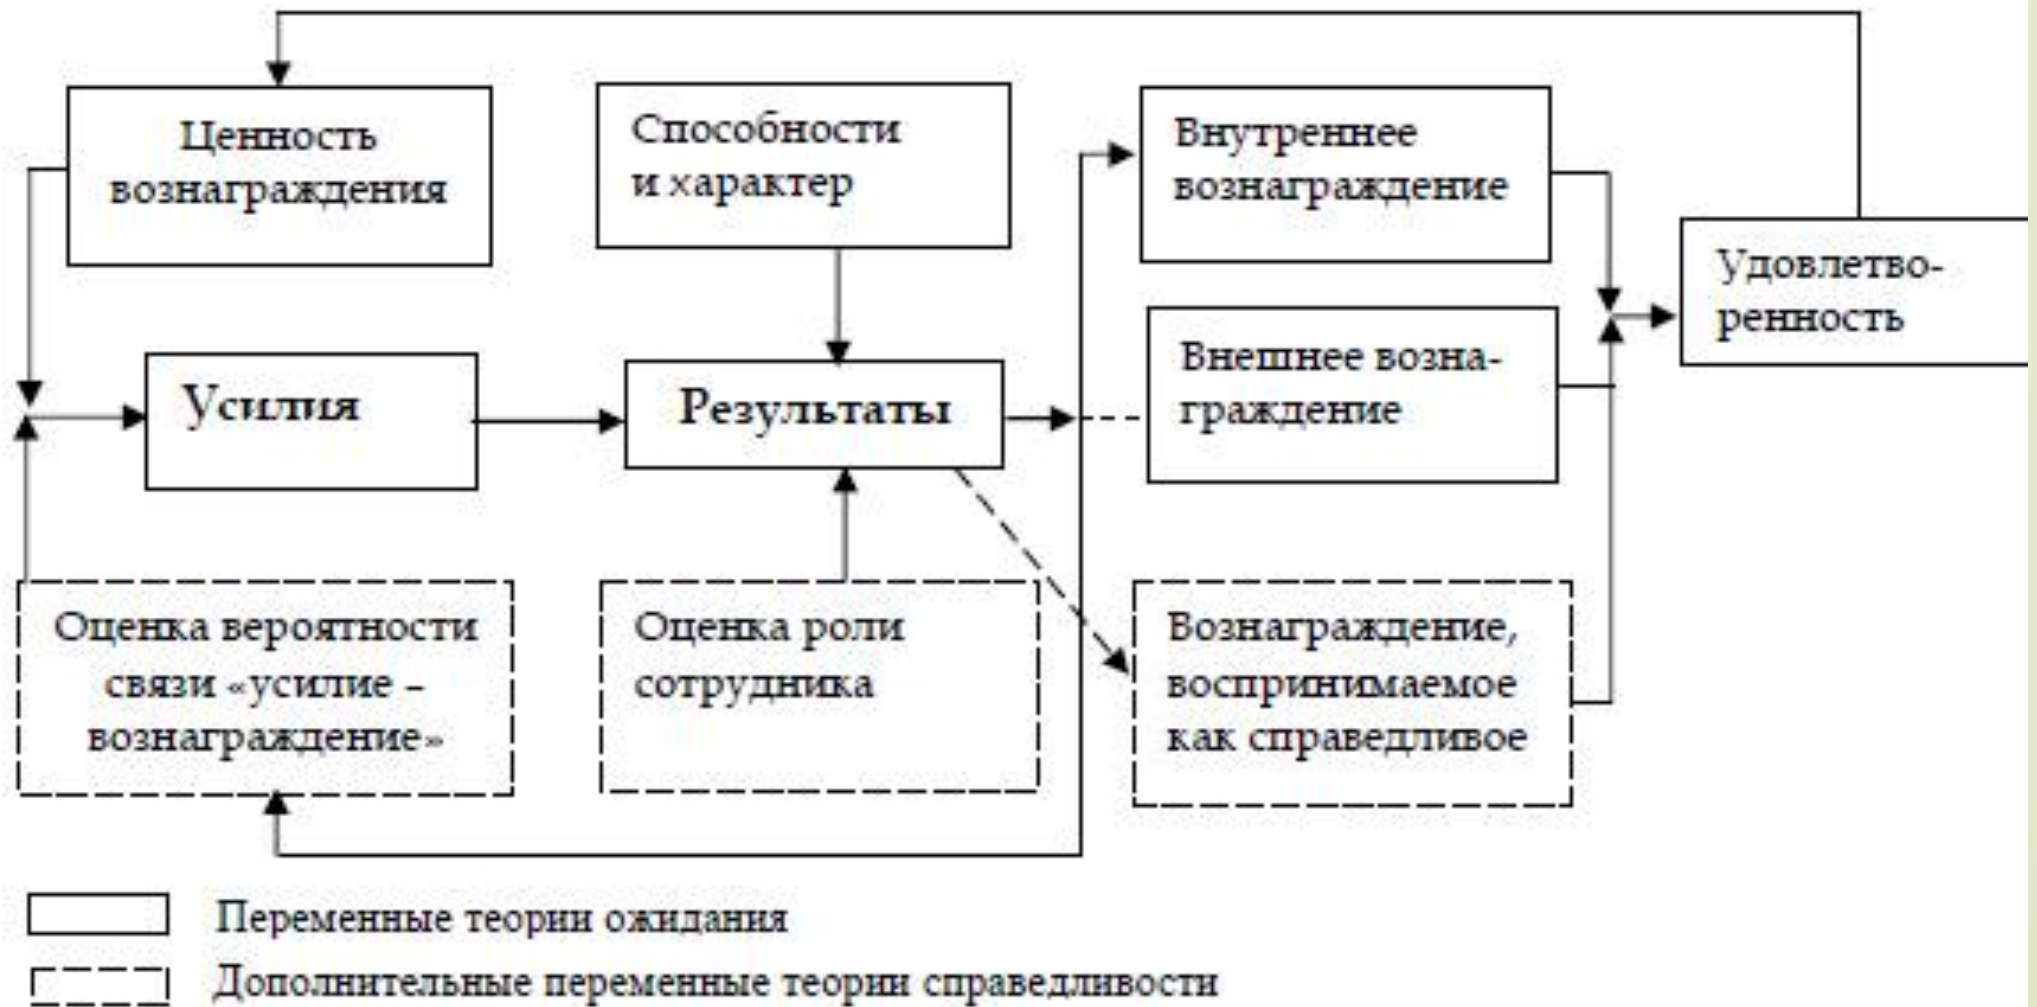 Ценность
вознаграждения
Способности
и характер
Внутреннее
вознаграждение
Удовлетво-
ренность
Усилия
Результаты
Внешнее возна-
граждение
Оценка вероятности
связи «усилие –
вознаграждение»
Оценка роли
сотрудника
Вознаграждение,
воспринимаемое
как справедливое
Переменные теории ожидания
Дополнительные переменные теории справедливости